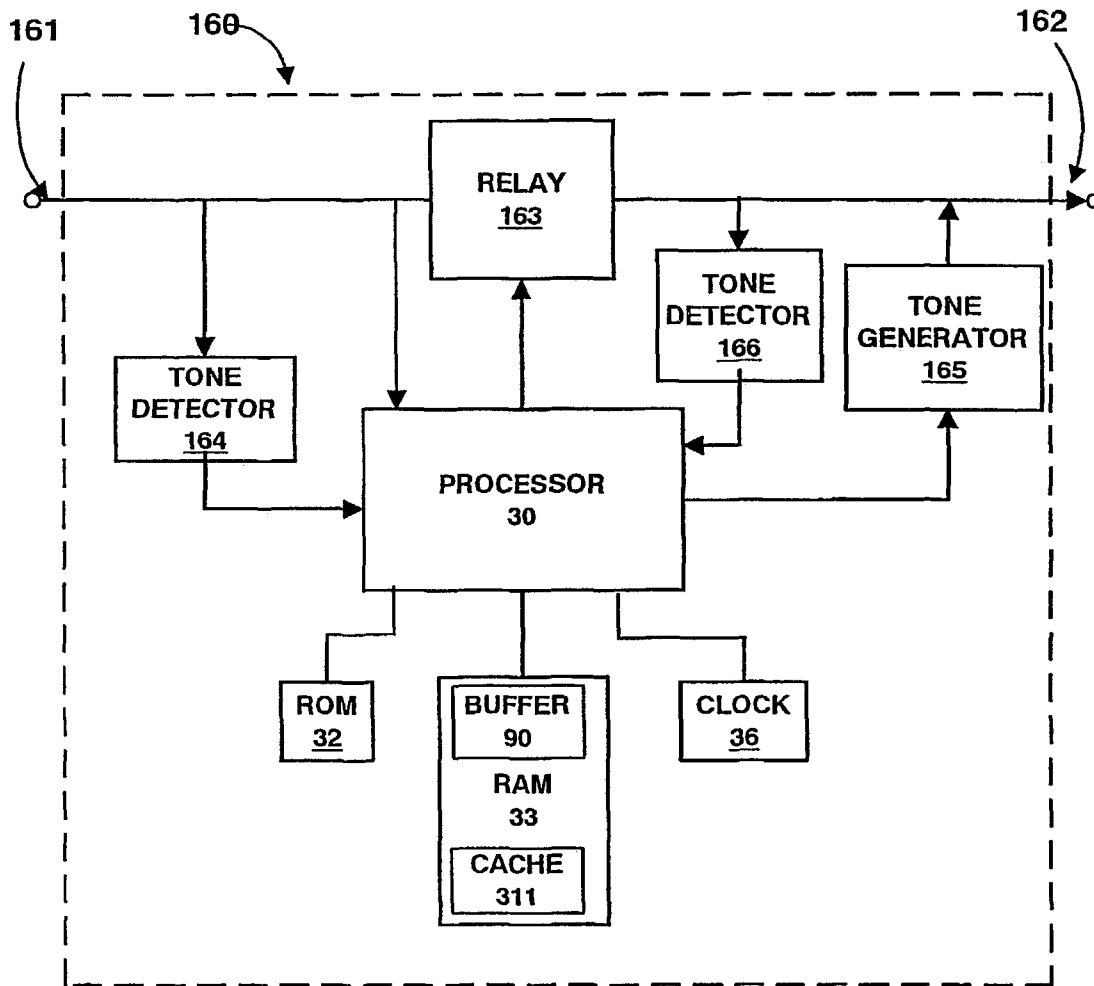 161
160
162
RELAY
163
TONE
DETECTOR
166
TONE
GENERATOR
165
TONE
DETECTOR
164
PROCESSOR
30
ROM
32
BUFFER
90
RAM
33
CACHE
311
CLOCK
36